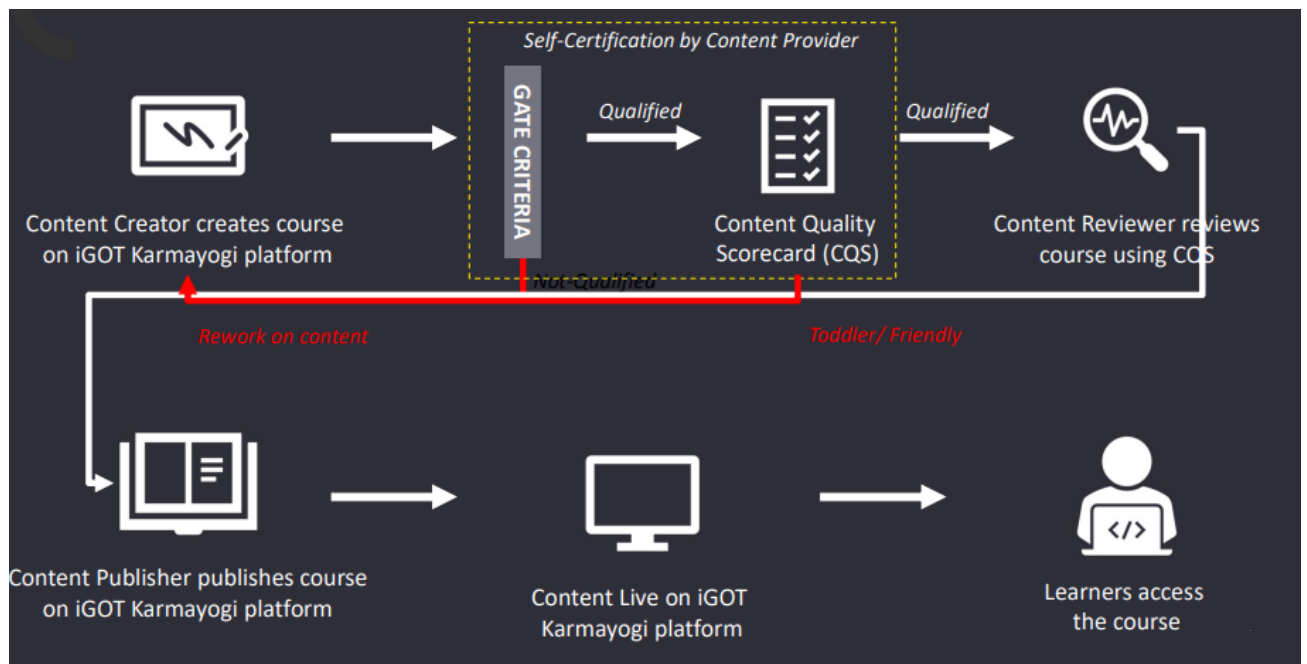 Self-Certification by Content Provider
GATE CRITERIA
Qualified
Qualified
Content Creator creates course
on iGOT Karmayogi platform
Content Quality
Scorecard (CQS)
Content Reviewer reviews
course using CQS
Not-Qualified
Rework on content
Toddler/ Friendly
Content Publisher publishes course
on iGOT Karmayogi platform
Content Live on iGOT
Karmayogi platform
Learners access
the course
</>